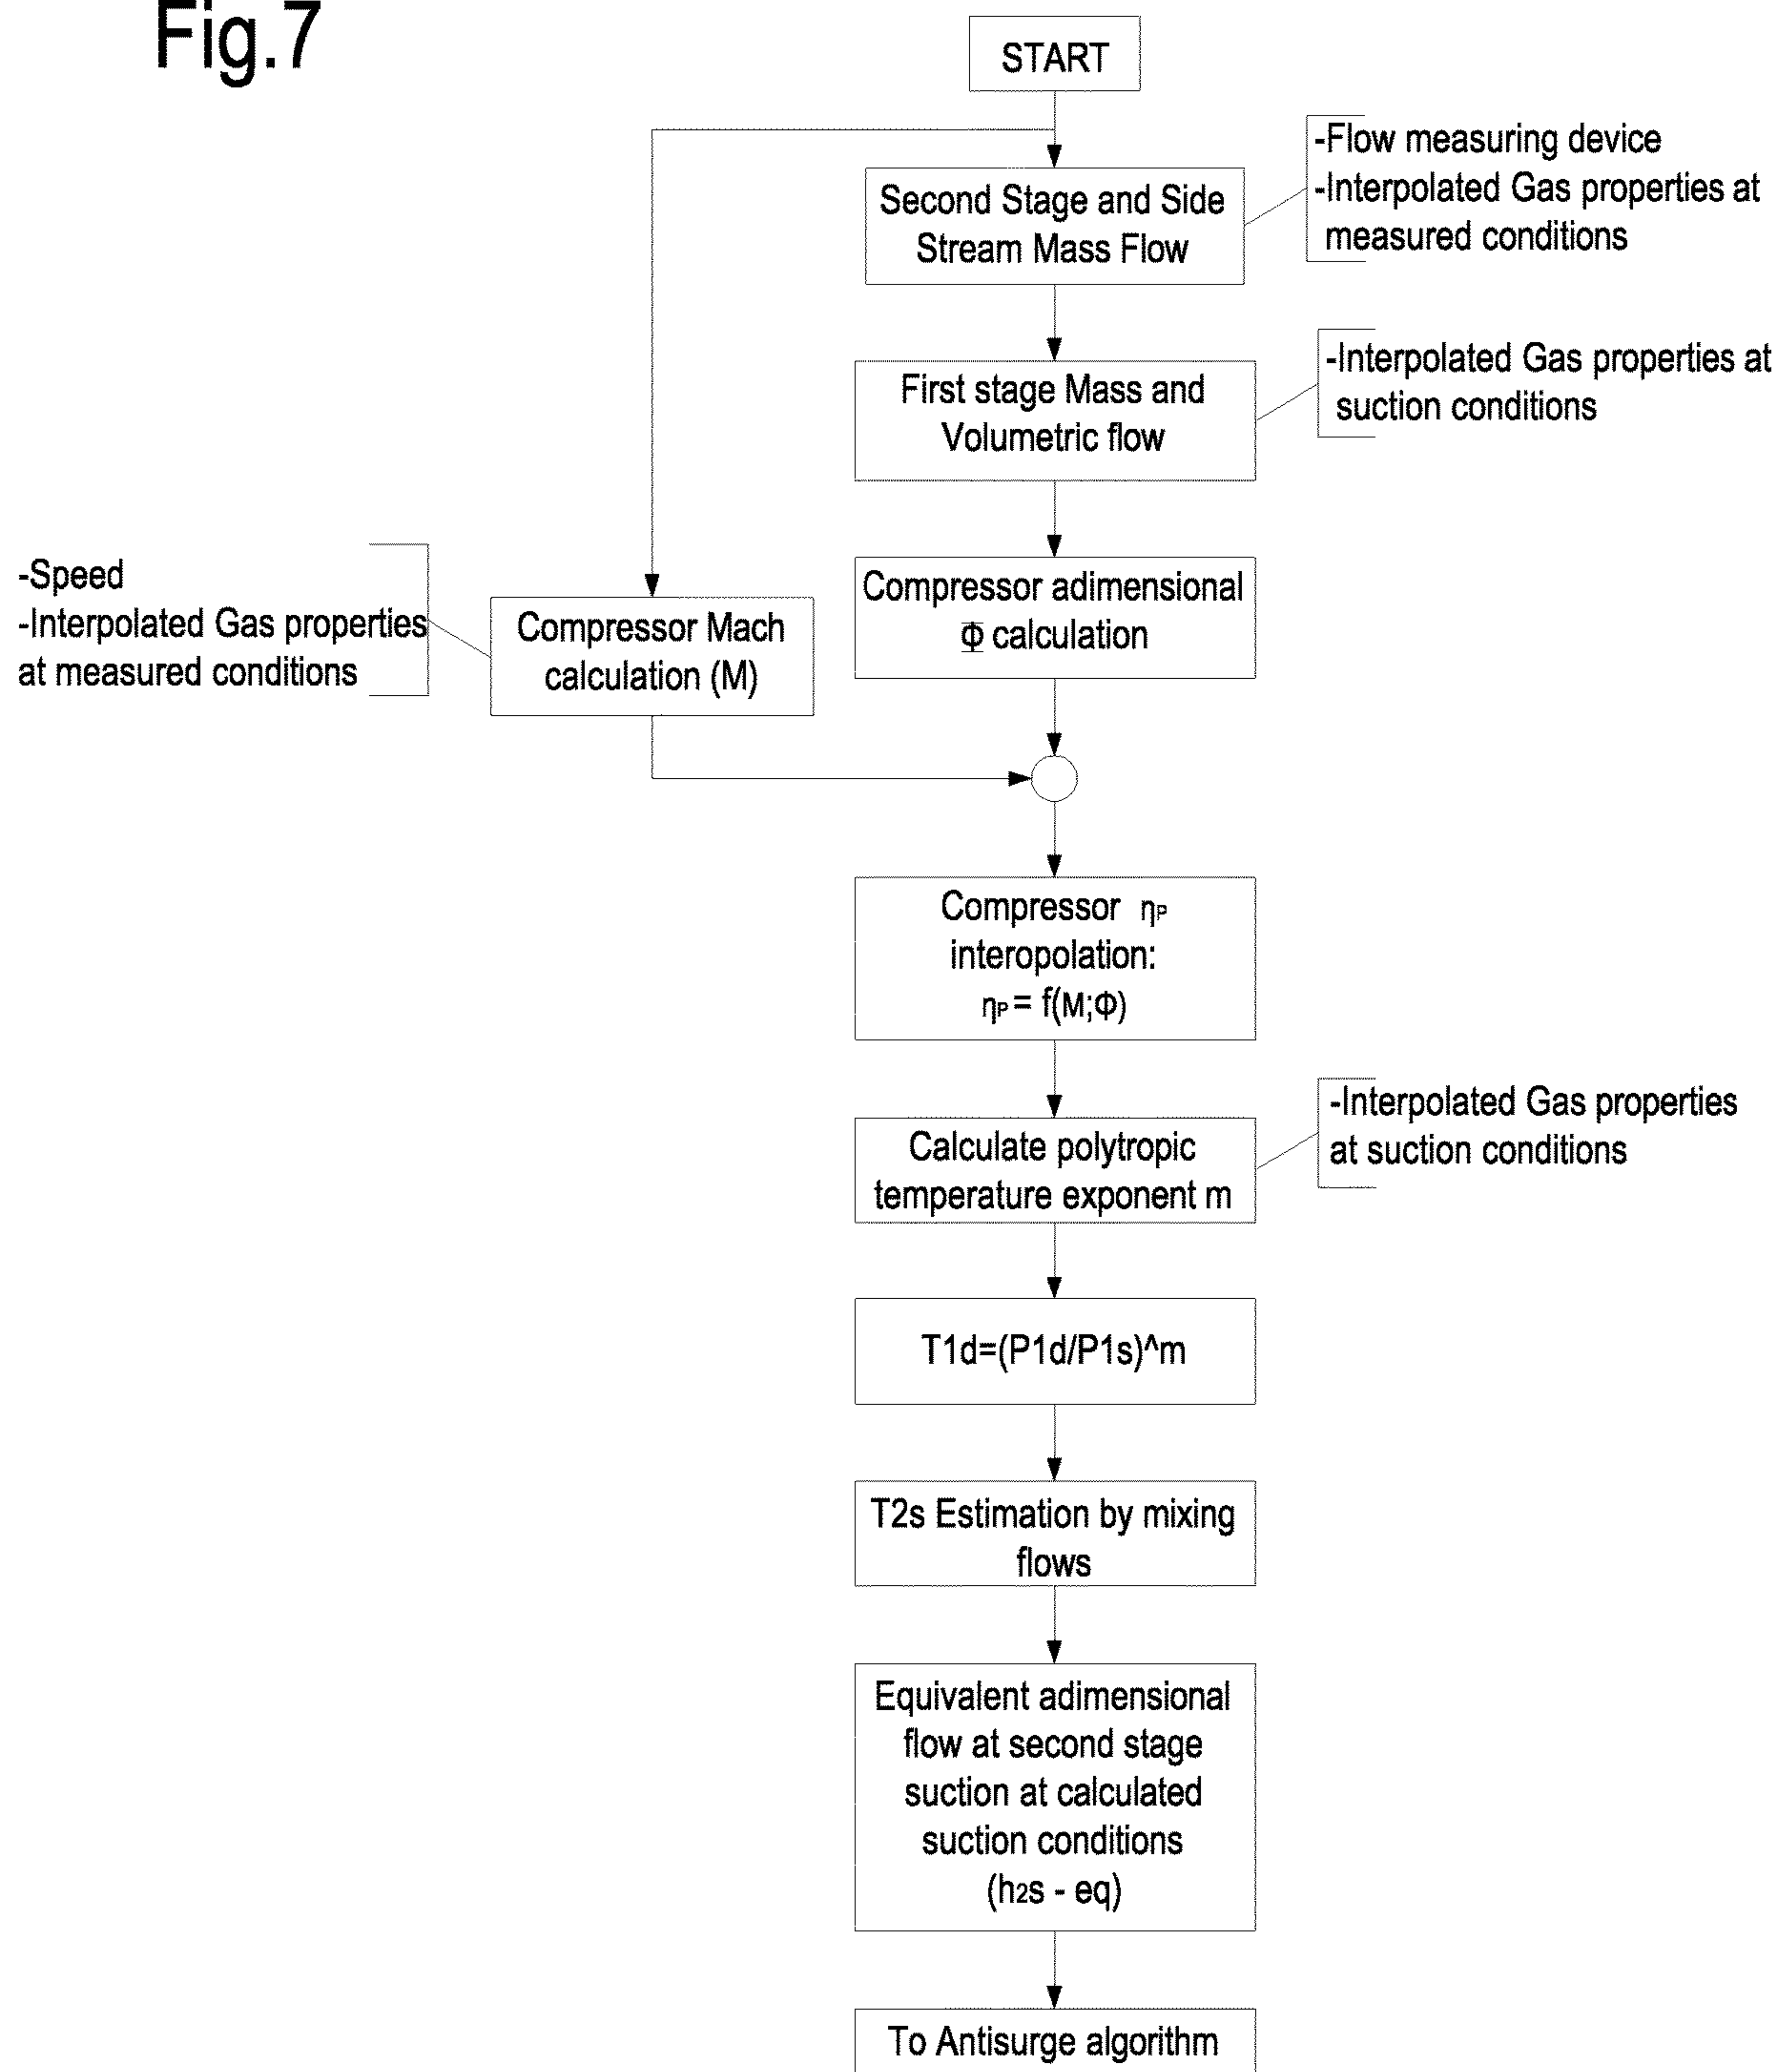 Fig.7
START
-Flow measuring device
-Interpolated Gas properties at
measured conditions
Second Stage and Side
Stream Mass Flow
-Interpolated Gas properties at
suction conditions
First stage Mass and
Volumetric flow
-Speed
-Interpolated Gas properties
at measured conditions
Compressor Mach
calculation (M)
Compressor adimensional
Φ calculation
Compressor ηP
interopolation:
ηP = f(M;Φ)
-Interpolated Gas properties
at suction conditions
Calculate polytropic
temperature exponent m
T1d=(P1d/P1s)^m
T2s Estimation by mixing
flows
Equivalent adimensional
flow at second stage
suction at calculated
suction conditions
(h2s - eq)
To Antisurge algorithm